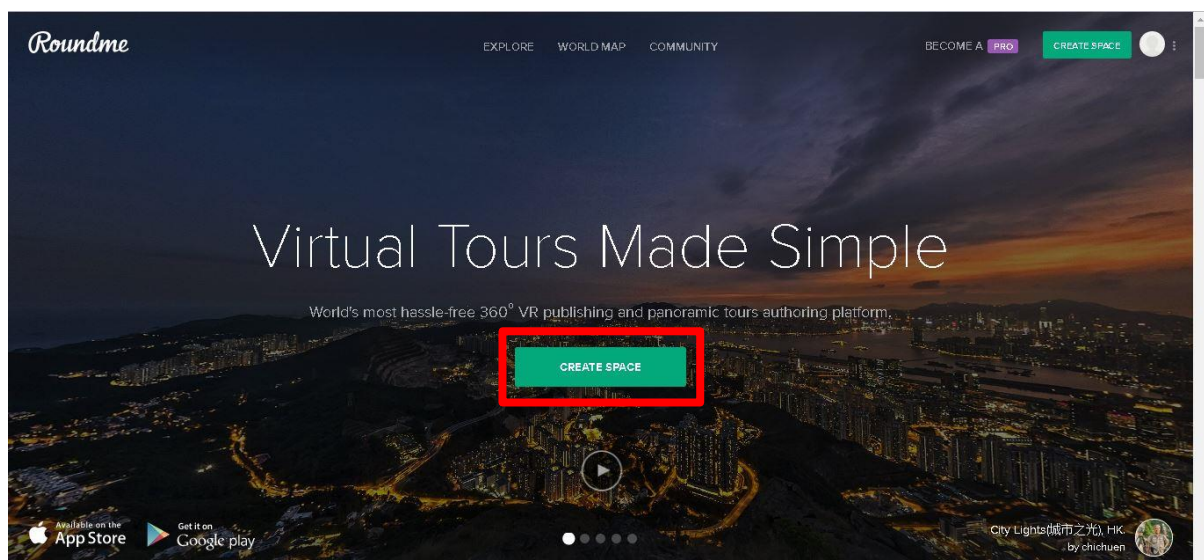 Roundme
EXPLORE WORLD MAP COMMUNITY
BECOME A PRO
CREATE SPACE
Virtual Tours Made Simple
World's most hassle-free 360° VR publishing and panoramic tours authoring platform.
CREATE SPACE
Available on the
App Store
Get it on
Google play
City Lights(城市之光), HK.
by chichuen